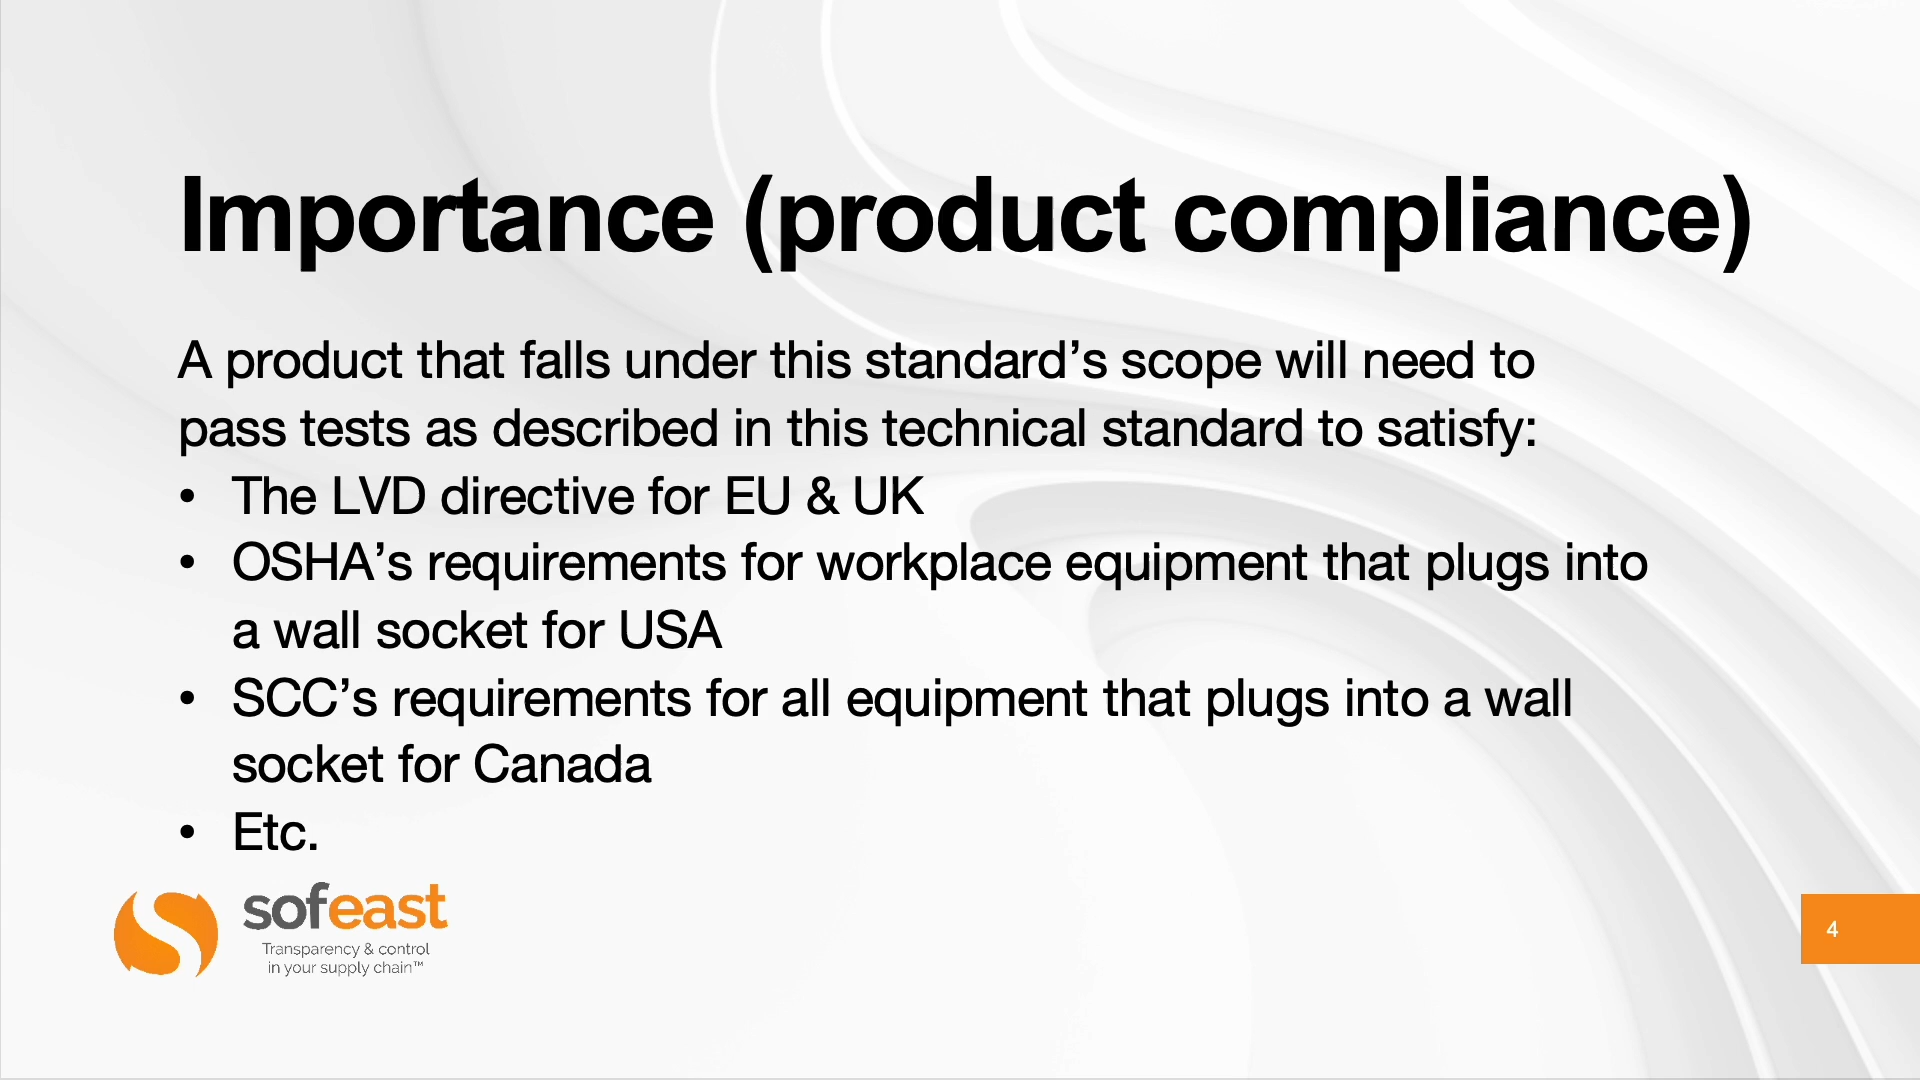 Importance (product compliance)
A product that falls under this standard’s scope will need to
pass tests as described in this technical standard to satisfy:
• The LVD directive for EU & UK
• OSHA’s requirements for workplace equipment that plugs into
a wall socket for USA
• SCC’s requirements for all equipment that plugs into a wall
socket for Canada
• Etc.
sofeast
Transparency & control
in your supply chain™
4